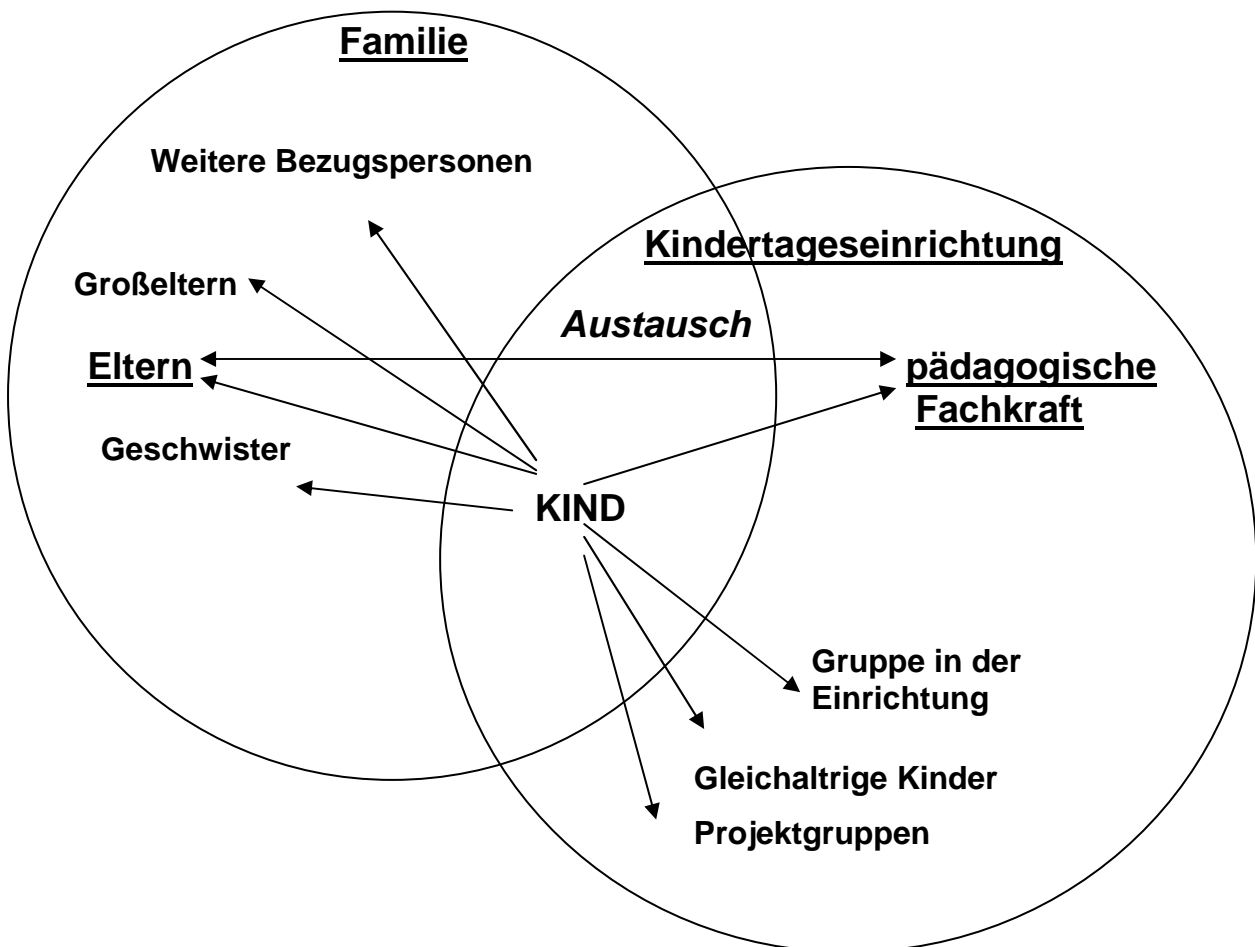 Familie
Weitere Bezugspersonen
Kindertageseinrichtung
Großeltern
Austausch
Eltern
pädagogische
Fachkraft
Geschwister
KIND
Gruppe in der
Einrichtung
Gleichaltrige Kinder
Projektgruppen